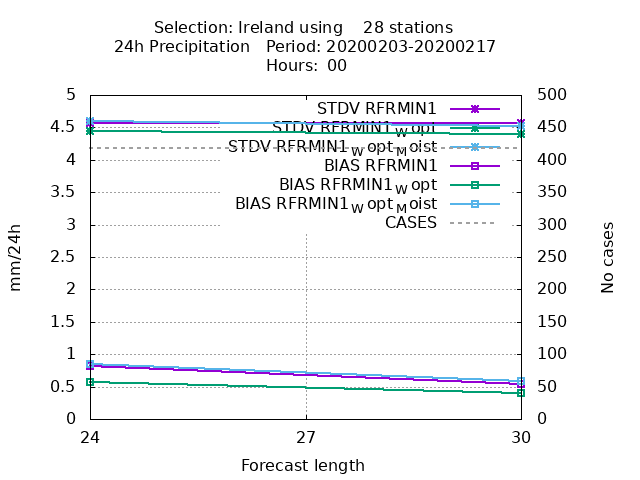 Selection: Ireland using 28 stations
24h Precipitation Period: 20200203-20200217
Hours: 00
5 500
4.5 450
4 400
3.5 350
3 300
2.5 250
2 200
1.5 150
1 100
0.5 50
0 0
STDV RFRMIN1
STDV RFRMIN1Wopt
STDV RFRMIN1WoptMoist
BIAS RFRMIN1
BIAS RFRMIN1Wopt
BIAS RFRMIN1WoptMoist
CASES
mm/24h
No cases
24 27 30
Forecast length